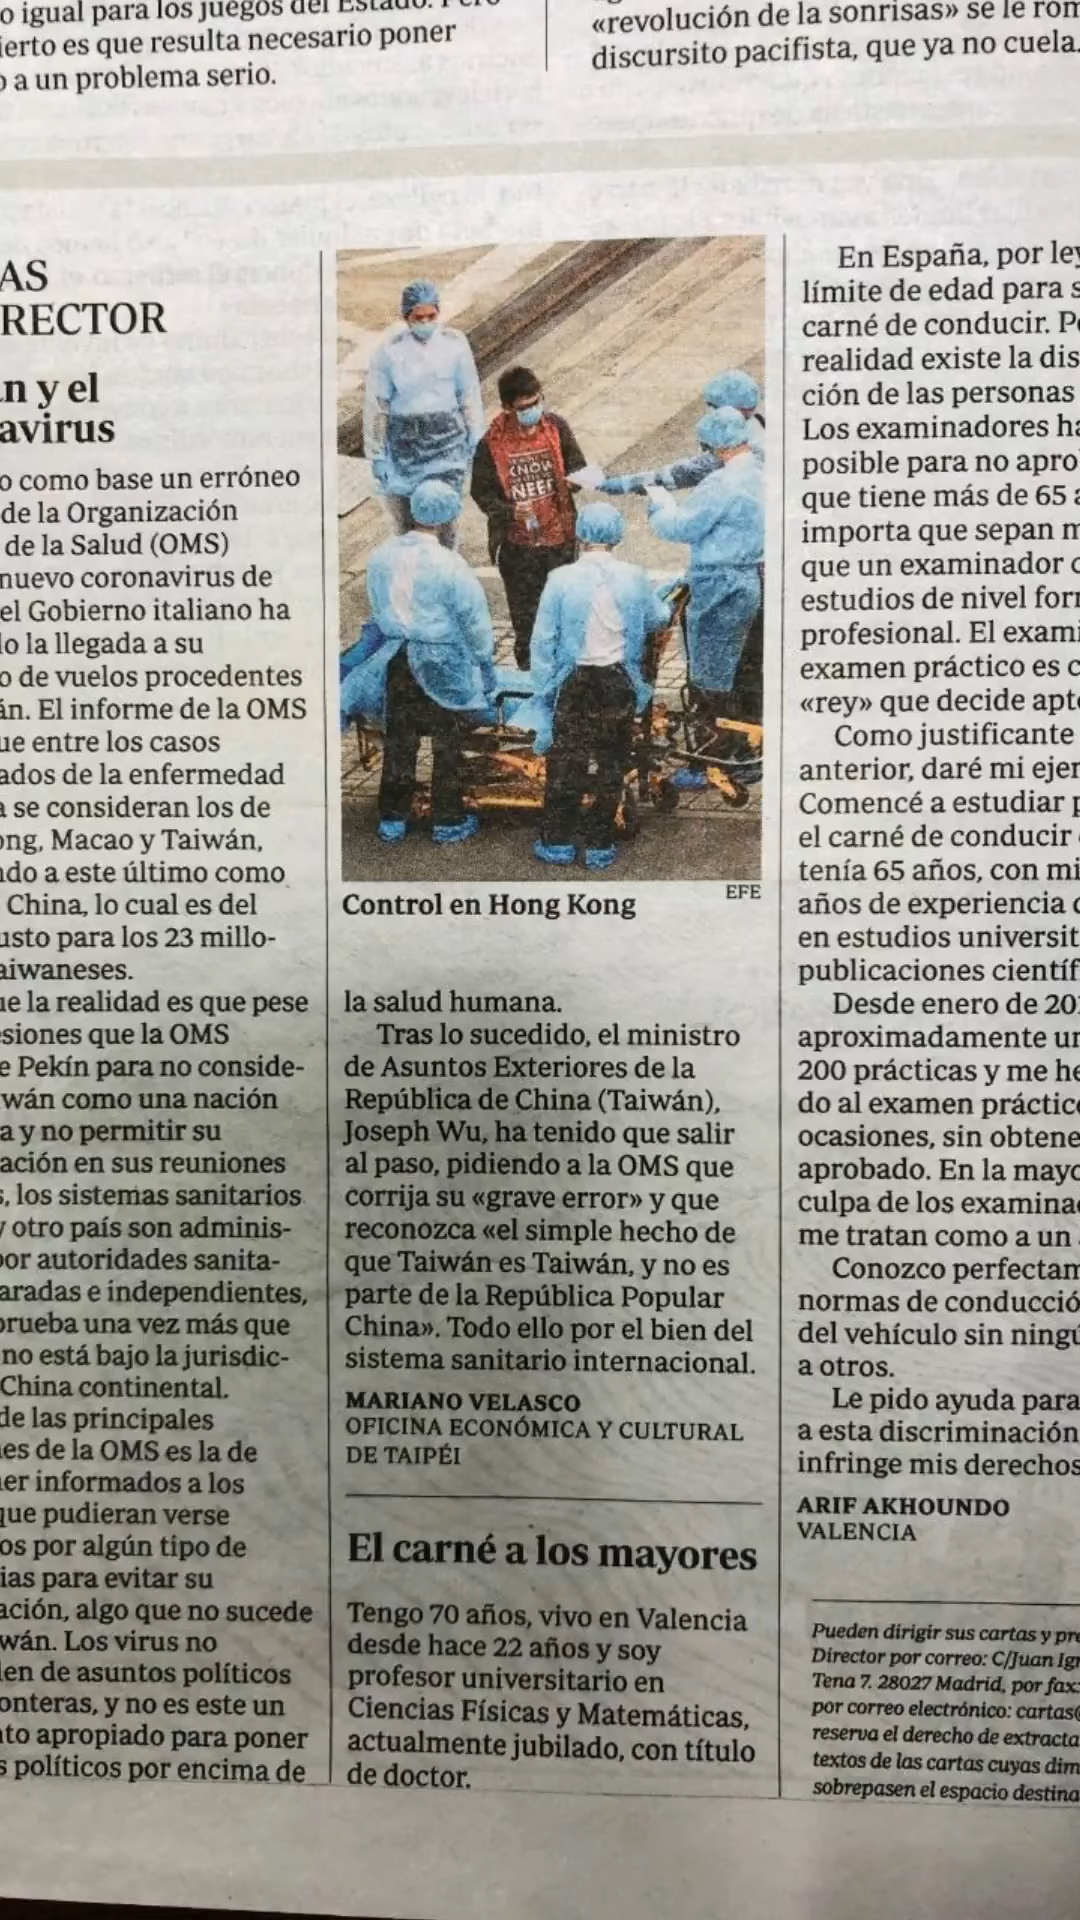 o igual para los juegos del Estado. Pero
ierto es que resulta necesario poner
o a un problema serio.
«revolución de la sonrisas» se le rom
discursito pacifista, que ya no cuela.
AS
RECTOR
n y el
avirus
o como base un erróneo
de la Organización
de la Salud (OMS)
nuevo coronavirus de
el Gobierno italiano ha
lo la llegada a su
o de vuelos procedentes
án. El informe de la OMS
ue entre los casos
ados de la enfermedad
a se consideran los de
ong, Macao y Taiwán,
ndo a este último como
China, lo cual es del
usto para los 23 millo-
aiwaneses.
ue la realidad es que pese
esiones que la OMS
e Pekín para no conside-
wán como una nación
a y no permitir su
ación en sus reuniones
s, los sistemas sanitarios
y otro país son adminis-
por autoridades sanita-
aradas e independientes,
prueba una vez más que
no está bajo la jurisdic-
China continental.
de las principales
nes de la OMS es la de
ner informados a los
que pudieran verse
os por algún tipo de
ias para evitar su
ación, algo que no sucede
wán. Los virus no
den de asuntos políticos
onteras, y no es este un
nto apropiado para poner
s políticos por encima de
KNOW
NEED
EFE
Control en Hong Kong
la salud humana.
Tras lo sucedido, el ministro
de Asuntos Exteriores de la
República de China (Taiwán),
Joseph Wu, ha tenido que salir
al paso, pidiendo a la OMS que
corrija su «grave error» y que
reconozca «el simple hecho de
que Taiwán es Taiwán, y no es
parte de la República Popular
China». Todo ello por el bien del
sistema sanitario internacional.
MARIANO VELASCO
OFICINA ECONÓMICA Y CULTURAL
DE TAIPÉI
El carné a los mayores
Tengo 70 años, vivo en Valencia
desde hace 22 años y soy
profesor universitario en
Ciencias Físicas y Matemáticas,
actualmente jubilado, con título
de doctor.
En España, por ley
límite de edad para s
carné de conducir. Pe
realidad existe la dis
ción de las personas
Los examinadores ha
posible para no apro
que tiene más de 65 a
importa que sepan m
que un examinador c
estudios de nivel for
profesional. El exami
examen práctico es c
«rey» que decide apt
Como justificante
anterior, daré mi ejer
Comencé a estudiar p
el carné de conducir
tenía 65 años, con mi
años de experiencia
en estudios universit
publicaciones científ
Desde enero de 20
aproximadamente un
200 prácticas y me he
do al examen práctic
ocasiones, sin obtene
aprobado. En la mayo
culpa de los examina
me tratan como a un
Conozco perfectam
normas de conducció
del vehículo sin ningú
a otros.
Le pido ayuda para
a esta discriminación
infringe mis derechos
ARIF AKHOUNDO
VALENCIA
Pueden dirigir sus cartas y pre
Director por correo: C/Juan Ign
Tena 7. 28027 Madrid, por fax:
por correo electrónico: cartas@
reserva el derecho de extracta
textos de las cartas cuyas dim
sobrepasen el espacio destina